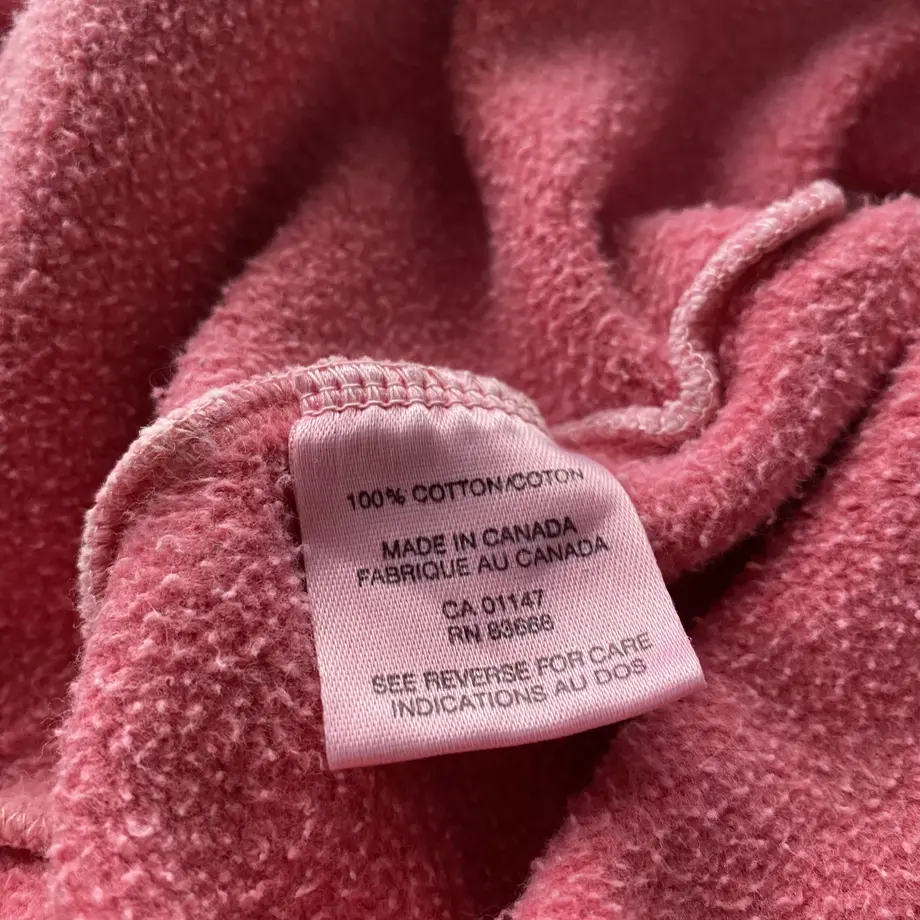 100% COTTON/COTON
MADE IN CANADA
FABRIQUE AU CANADA
CA 01147
RN 83668
SEE REVERSE FOR CARE
INDICATIONS AU DOS